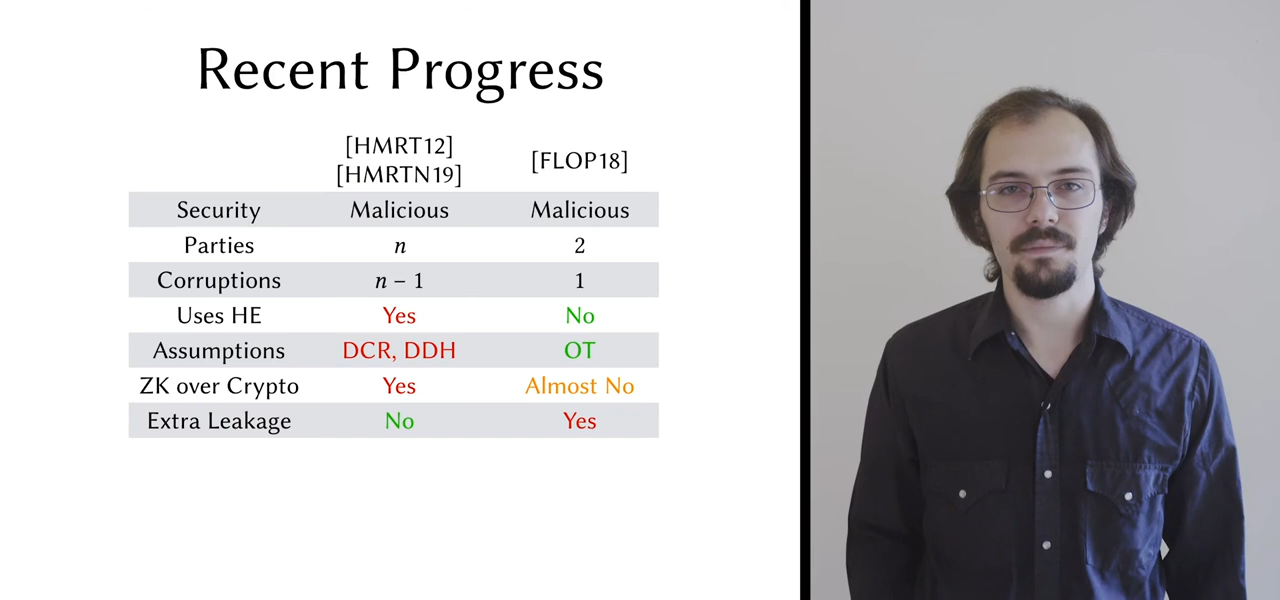 Recent Progress
[HMRT12]
[HMRTN19]
[FLOP18]
Security Malicious Malicious
Parties n 2
Corruptions n – 1 1
Uses HE Yes No
Assumptions DCR, DDH OT
ZK over Crypto Yes Almost No
Extra Leakage No Yes